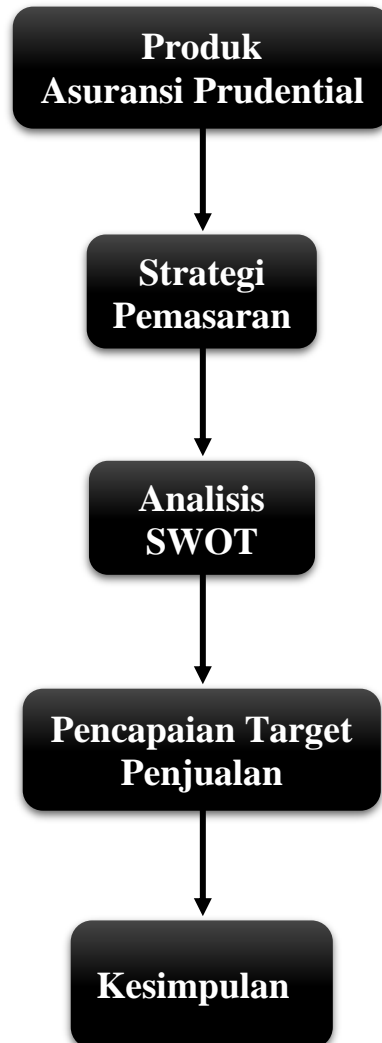 Produk
Asuransi Prudential
Strategi
Pemasaran
Analisis
SWOT
Pencapaian Target
Penjualan
Kesimpulan